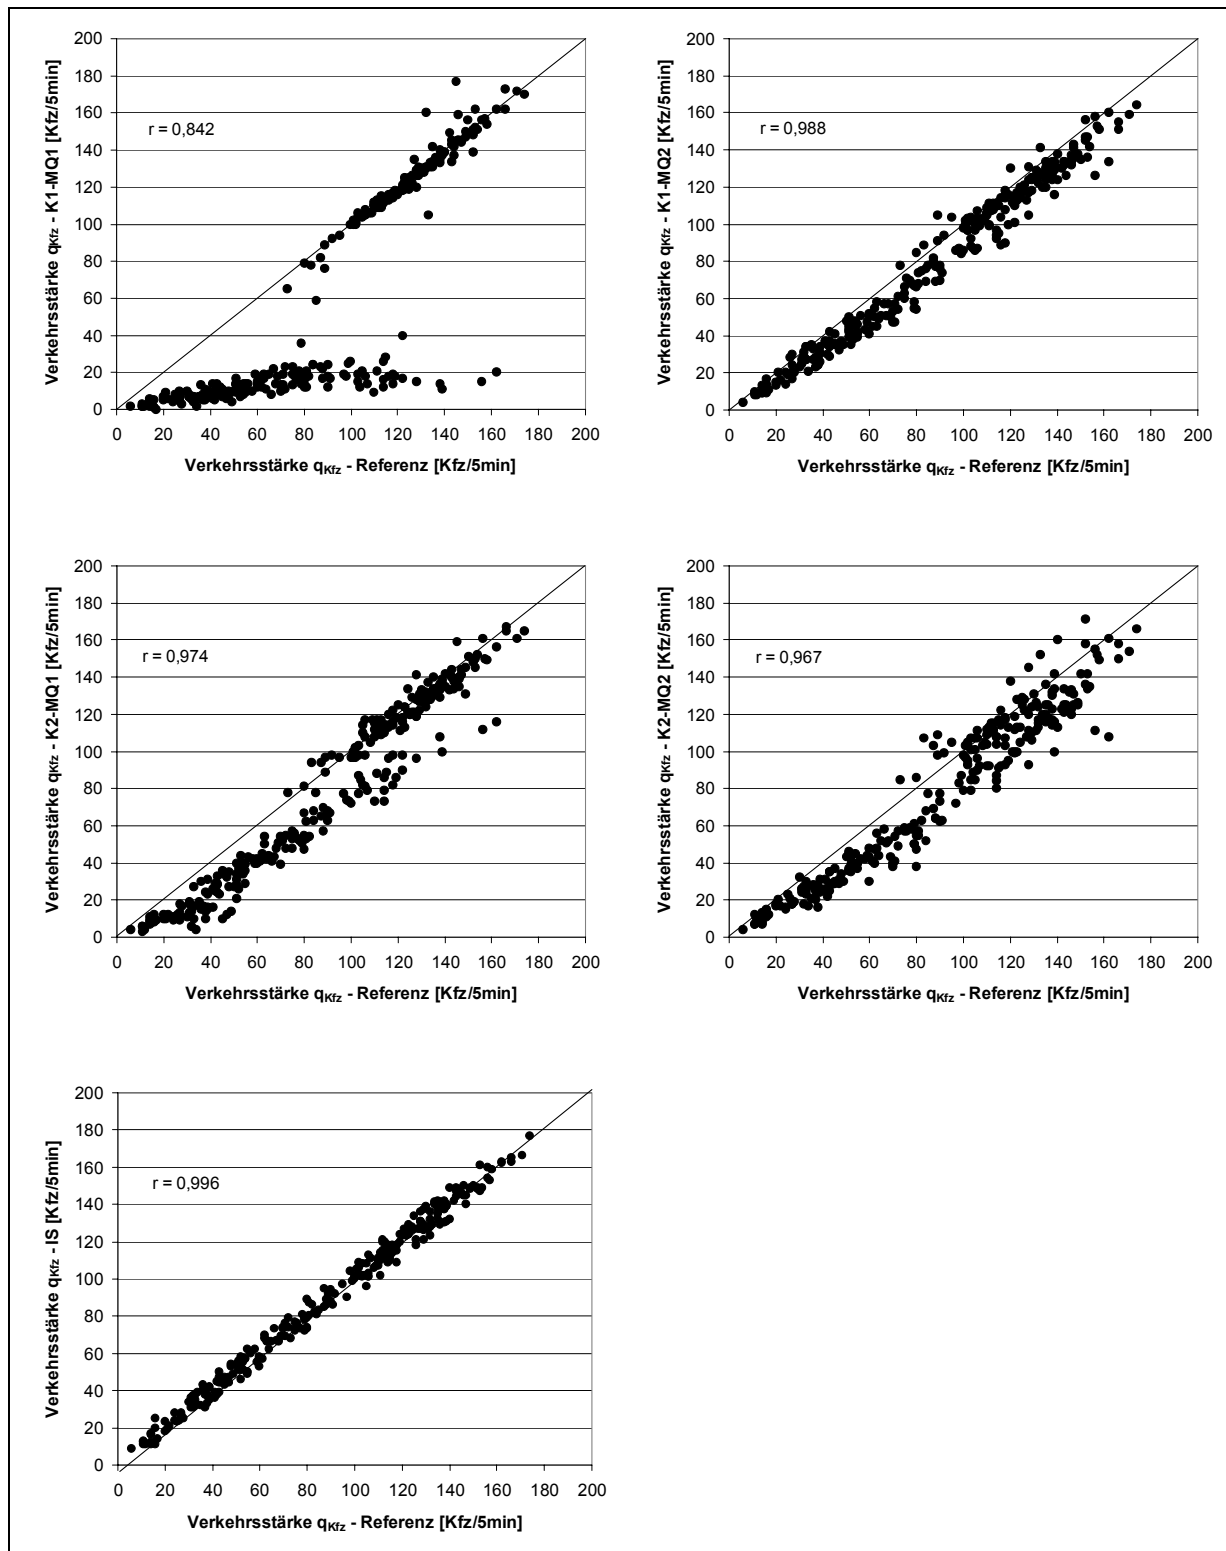 Verkehrsstärke qKfz - K1-MQ1 [Kfz/5min]
200
180
160
140
120
100
80
60
40
20
0
r = 0,842
0 20 40 60 80 100 120 140 160 180 200
Verkehrsstärke qKfz - Referenz [Kfz/5min]
Verkehrsstärke qKfz - K1-MQ2 [Kfz/5min]
200
180
160
140
120
100
80
60
40
20
0
r = 0,988
0 20 40 60 80 100 120 140 160 180 200
Verkehrsstärke qKfz - Referenz [Kfz/5min]
Verkehrsstärke qKfz - K2-MQ1 [Kfz/5min]
200
180
160
140
120
100
80
60
40
20
0
r = 0,974
0 20 40 60 80 100 120 140 160 180 200
Verkehrsstärke qKfz - Referenz [Kfz/5min]
Verkehrsstärke qKfz - K2-MQ2 [Kfz/5min]
200
180
160
140
120
100
80
60
40
20
0
r = 0,967
0 20 40 60 80 100 120 140 160 180 200
Verkehrsstärke qKfz - Referenz [Kfz/5min]
Verkehrsstärke qKfz - IS [Kfz/5min]
200
180
160
140
120
100
80
60
40
20
0
r = 0,996
0 20 40 60 80 100 120 140 160 180 200
Verkehrsstärke qKfz - Referenz [Kfz/5min]